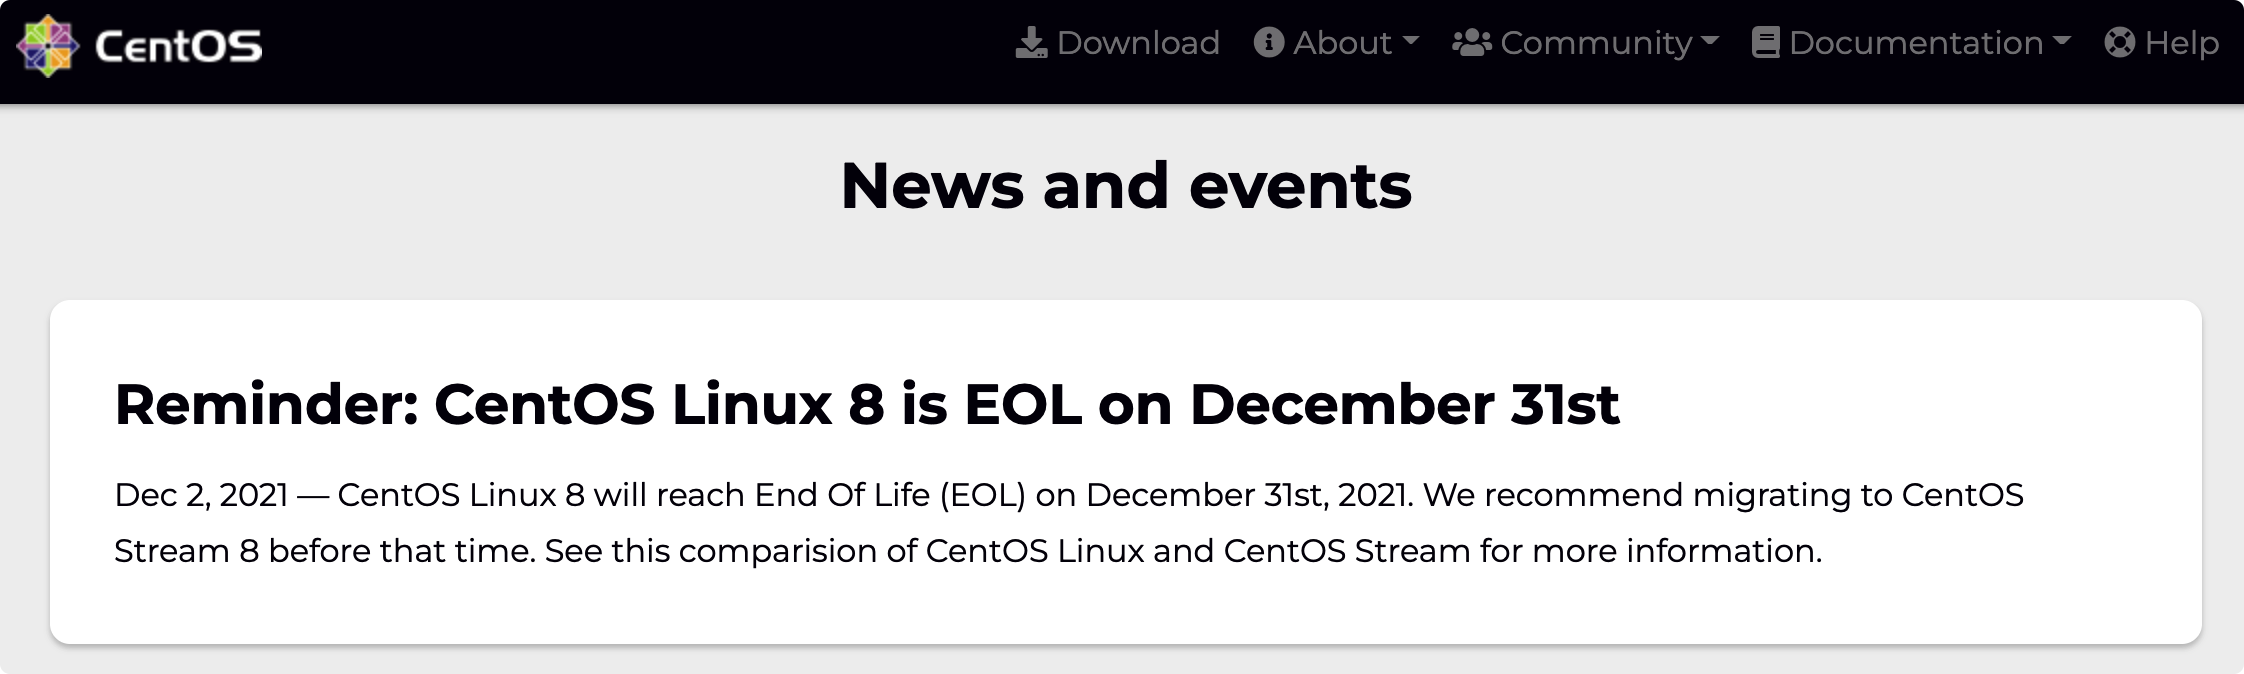 CentOS
Download About Community Documentation Help
News and events
Reminder: CentOS Linux 8 is EOL on December 31st
Dec 2, 2021 — CentOS Linux 8 will reach End Of Life (EOL) on December 31st, 2021. We recommend migrating to CentOS
Stream 8 before that time. See this comparision of CentOS Linux and CentOS Stream for more information.